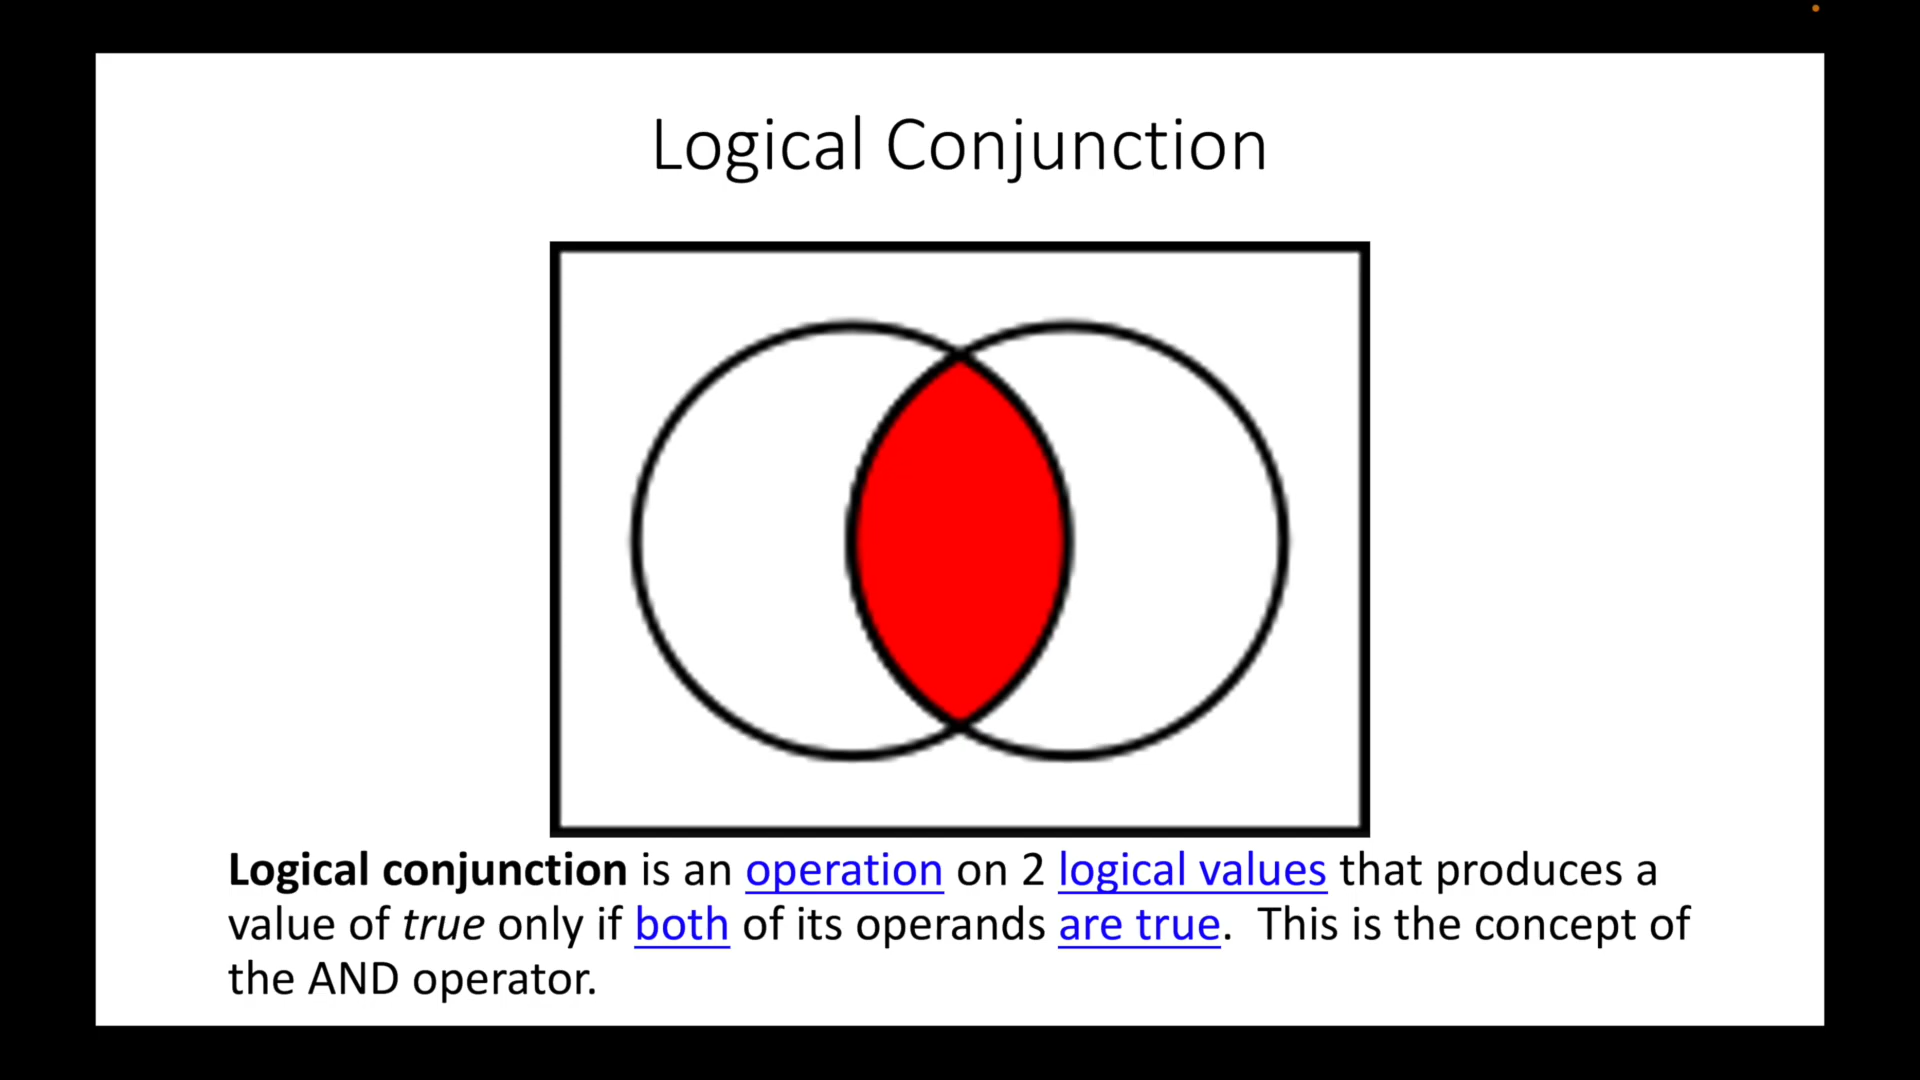 Logical Conjunction
Logical conjunction is an operation on 2 logical values that produces a
value of true only if both of its operands are true.  This is the concept of
the AND operator.